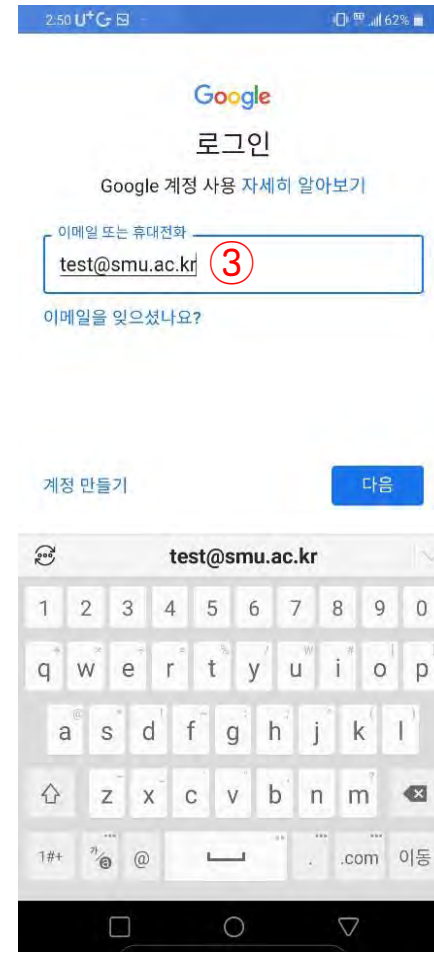 2:50 U+G
62%
Google
로그인
Google 계정 사용 자세히 알아보기
이메일 또는 휴대전화
test@smu.ac.kr ③
이메일을 잊으셨나요?
계정 만들기 다음
test@smu.ac.kr
1 2 3 4 5 6 7 8 9 0
q w e r t y u i o p
a s d f g h j k l
z x c v b n m
1#+ 가/a @ . .com 이동